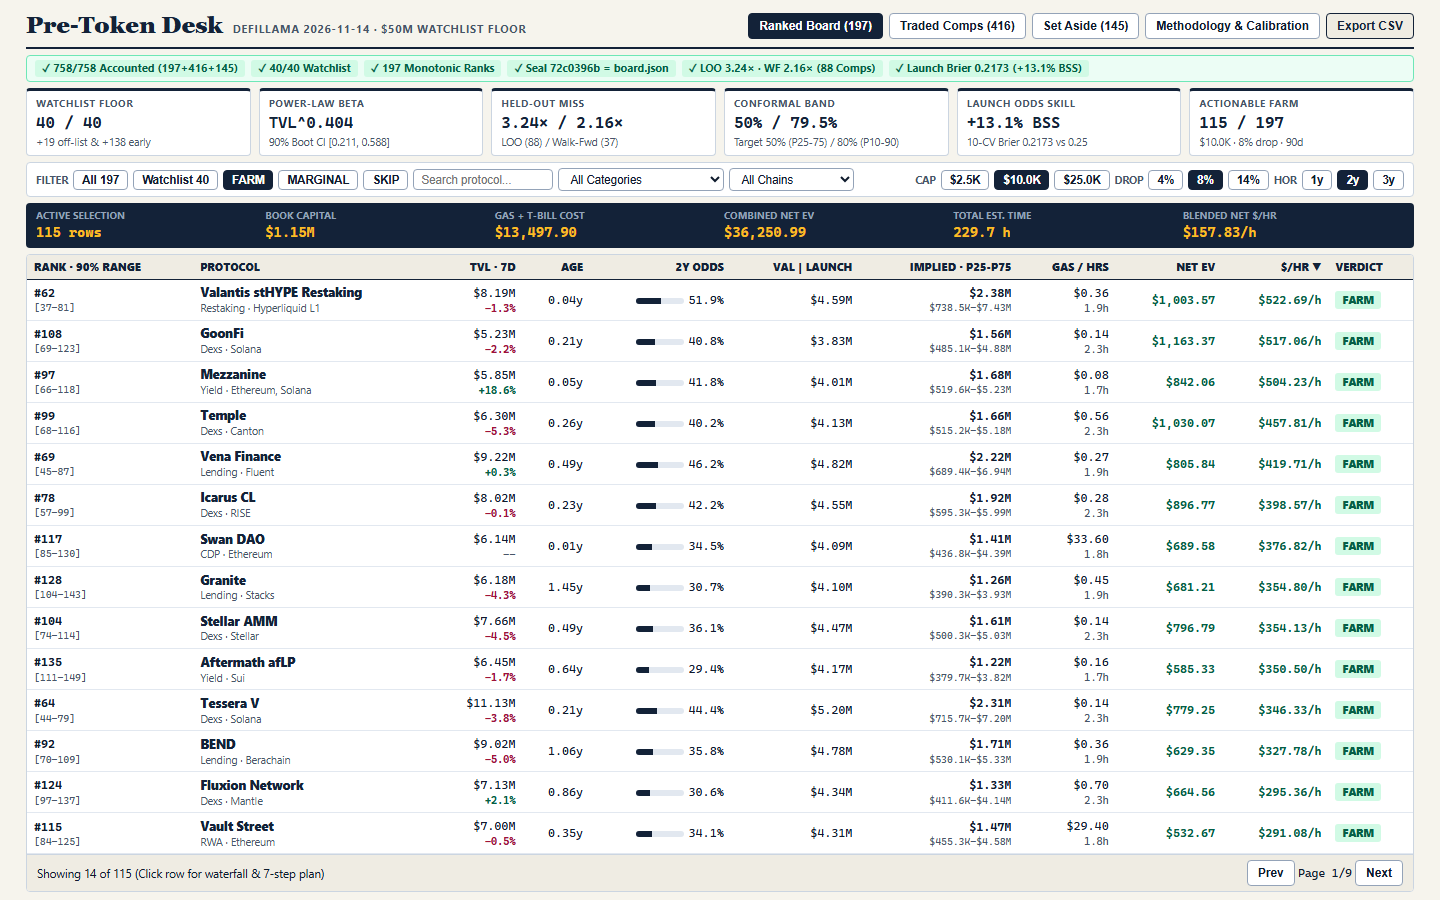 Pre-Token Desk DEFILLAMA 2026-11-14 · $50M WATCHLIST FLOOR Ranked Board (197) Traded Comps (416) Set Aside (145) Methodology & Calibration Export CSV
✓ 758/758 Accounted (197+416+145) ✓ 40/40 Watchlist ✓ 197 Monotonic Ranks ✓ Seal 72c0396b = board.json ✓ LOO 3.24× · WF 2.16× (88 Comps) ✓ Launch Brier 0.2173 (+13.1% BSS)
WATCHLIST FLOOR POWER-LAW BETA HELD-OUT MISS CONFORMAL BAND LAUNCH ODDS SKILL ACTIONABLE FARM
40 / 40 TVL^0.404 3.24× / 2.16× 50% / 79.5% +13.1% BSS 115 / 197
+19 off-list & +138 early 90% Boot CI [0.211, 0.588] LOO (88) / Walk-Fwd (37) Target 50% (P25-75) / 80% (P10-90) 10-CV Brier 0.2173 vs 0.25 $10.0K · 8% drop · 90d
FILTER All 197 Watchlist 40 FARM MARGINAL SKIP Search protocol... All Categories All Chains CAP $2.5K $10.0K $25.0K DROP 4% 8% 14% HOR 1y 2y 3y
ACTIVE SELECTION BOOK CAPITAL GAS + T-BILL COST COMBINED NET EV TOTAL EST. TIME BLENDED NET $/HR
115 rows $1.15M $13,497.90 $36,250.99 229.7 h $157.83/h
RANK · 90% RANGE PROTOCOL TVL · 7D AGE 2Y ODDS VAL | LAUNCH IMPLIED · P25-P75 GAS / HRS NET EV $/HR ▼ VERDICT
#62 Valantis stHYPE Restaking $8.19M 0.04y 51.9% $4.59M $2.38M $0.36 $1,003.57 $522.69/h FARM
[37–81] Restaking · Hyperliquid L1 −1.3% $738.5K–$7.43M 1.9h
#108 GoonFi $5.23M 0.21y 40.8% $3.83M $1.56M $0.14 $1,163.37 $517.06/h FARM
[69–123] Dexs · Solana −2.2% $485.1K–$4.88M 2.3h
#97 Mezzanine $5.85M 0.05y 41.8% $4.01M $1.68M $0.08 $842.06 $504.23/h FARM
[66–118] Yield · Ethereum, Solana +18.6% $519.6K–$5.23M 1.7h
#99 Temple $6.30M 0.26y 40.2% $4.13M $1.66M $0.56 $1,030.07 $457.81/h FARM
[68–116] Dexs · Canton −5.3% $515.2K–$5.18M 2.3h
#69 Vena Finance $9.22M 0.49y 46.2% $4.82M $2.22M $0.27 $805.84 $419.71/h FARM
[45–87] Lending · Fluent +0.3% $689.4K–$6.94M 1.9h
#78 Icarus CL $8.02M 0.23y 42.2% $4.55M $1.92M $0.28 $896.77 $398.57/h FARM
[57–99] Dexs · RISE −0.1% $595.3K–$5.99M 2.3h
#117 Swan DAO $6.14M 0.01y 34.5% $4.09M $1.41M $33.60 $689.58 $376.82/h FARM
[85–130] CDP · Ethereum –– $436.8K–$4.39M 1.8h
#128 Granite $6.18M 1.45y 30.7% $4.10M $1.26M $0.45 $681.21 $354.80/h FARM
[104–143] Lending · Stacks −4.3% $390.3K–$3.93M 1.9h
#104 Stellar AMM $7.66M 0.49y 36.1% $4.47M $1.61M $0.14 $796.79 $354.13/h FARM
[74–114] Dexs · Stellar −4.5% $500.3K–$5.03M 2.3h
#135 Aftermath afLP $6.45M 0.64y 29.4% $4.17M $1.22M $0.16 $585.33 $350.50/h FARM
[111–149] Yield · Sui −1.7% $379.7K–$3.82M 1.7h
#64 Tessera V $11.13M 0.21y 44.4% $5.20M $2.31M $0.14 $779.25 $346.33/h FARM
[44–79] Dexs · Solana −3.8% $715.7K–$7.20M 2.3h
#92 BEND $9.02M 1.06y 35.8% $4.78M $1.71M $0.36 $629.35 $327.78/h FARM
[70–109] Lending · Berachain −5.0% $530.1K–$5.33M 1.9h
#124 Fluxion Network $7.13M 0.86y 30.6% $4.34M $1.33M $0.70 $664.56 $295.36/h FARM
[97–137] Dexs · Mantle +2.1% $411.6K–$4.14M 2.3h
#115 Vault Street $7.00M 0.35y 34.1% $4.31M $1.47M $29.40 $532.67 $291.08/h FARM
[84–125] RWA · Ethereum −0.5% $455.3K–$4.58M 1.8h
Showing 14 of 115 (Click row for waterfall & 7-step plan) Prev Page 1/9 Next